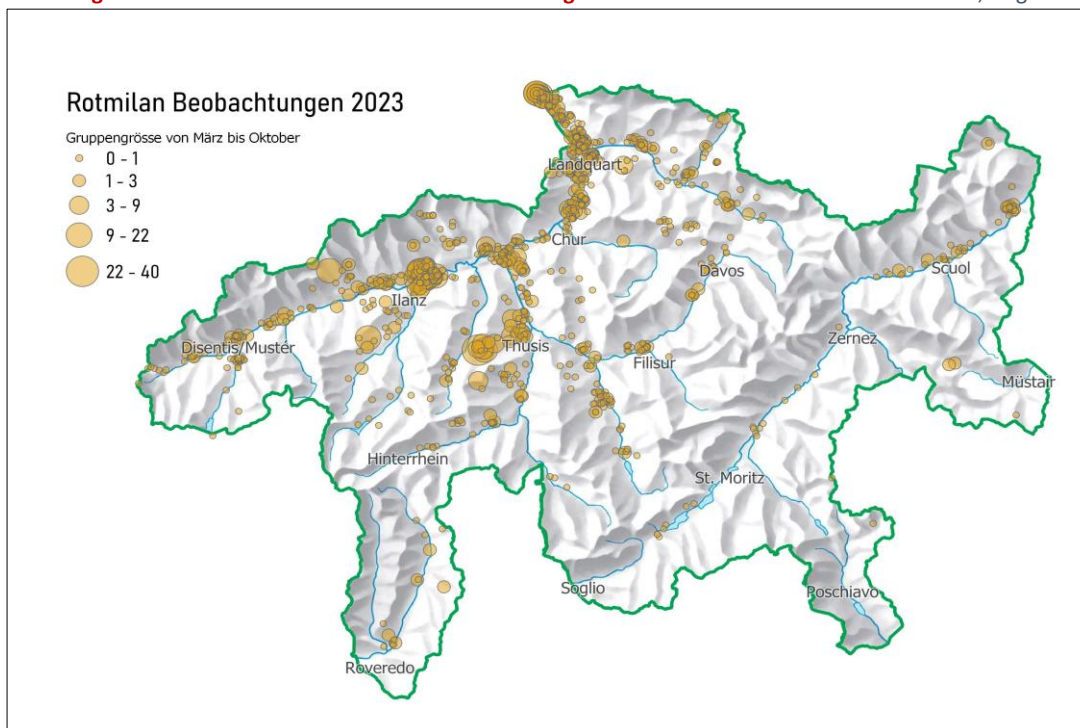 Rotmilan Beobachtungen 2023
Gruppengrösse von März bis Oktober
0 - 1
1 - 3
3 - 9
9 - 22
22 - 40
Landquart
Chur
Davos
Scuol
Ilanz
Zernez
Disentis/Mustér
Thusis
Filisur
Müstair
Hinterrhein
St. Moritz
Soglio
Poschiavo
Roveredo